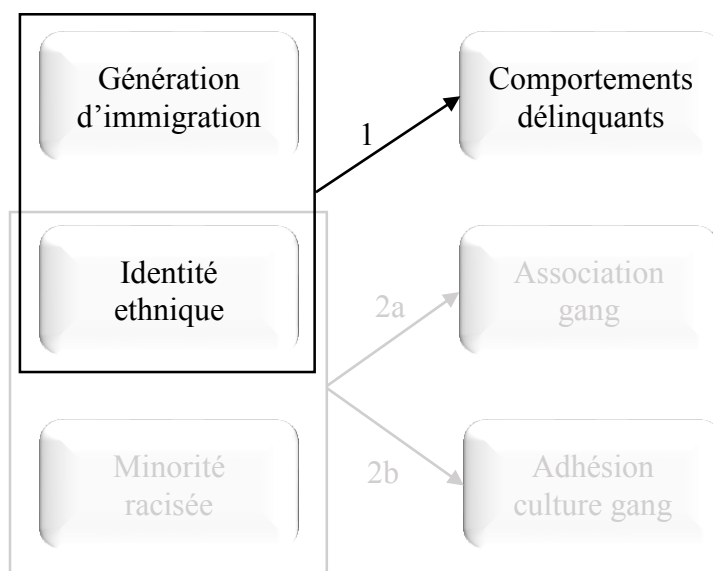 Génération
d’immigration
Comportements
délinquants
1
Identité
ethnique
Association
gang
2a
Minorité
racisée
2b
Adhésion
culture gang